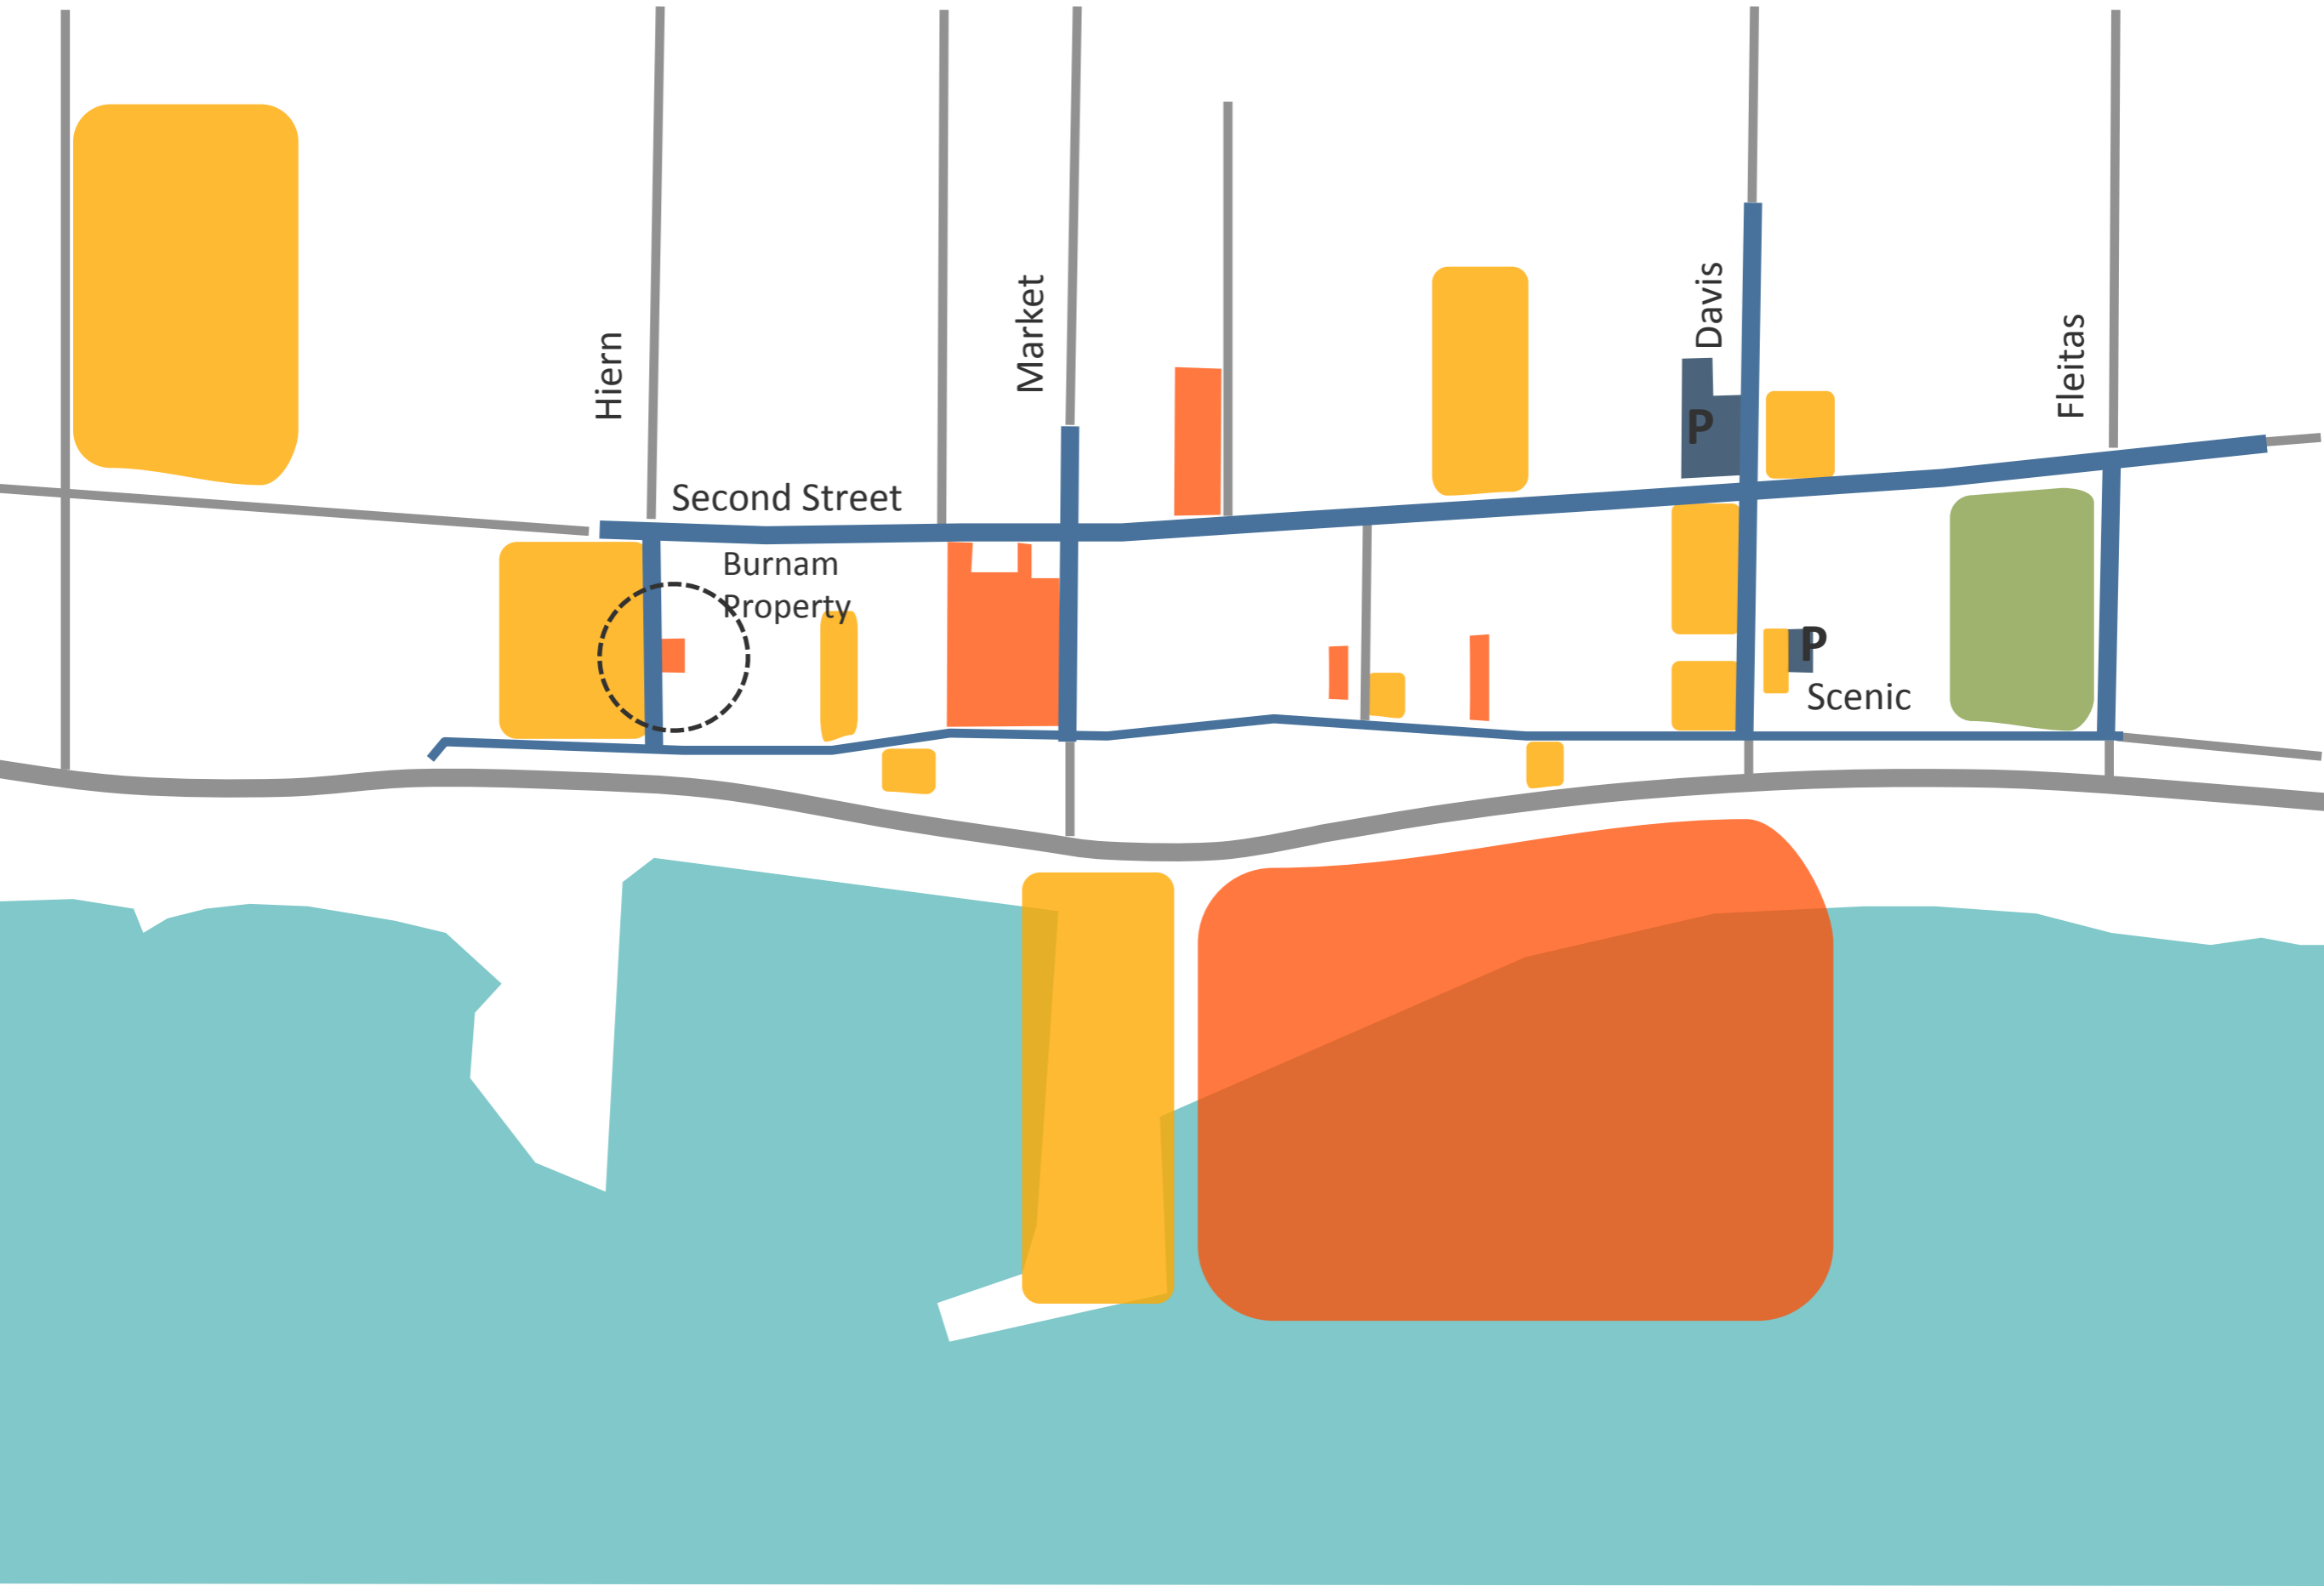 Davis
Market
Fleitas
Hiern
P
Second Street
Burnam
Property
P
Scenic